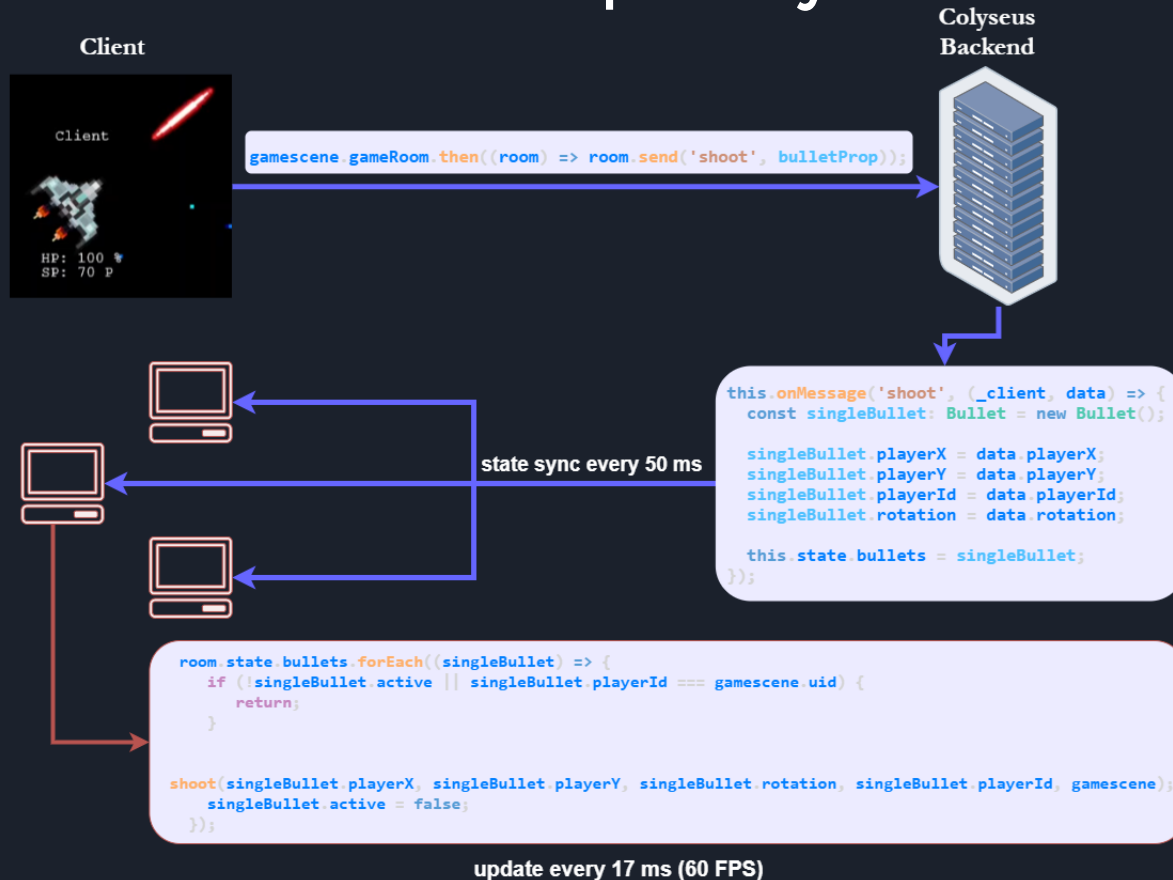 Client
Colyseus
Backend
Client
HP: 100 %
SP: 70 P
gamescene.gameRoom.then((room) => room.send('shoot', bulletProp));
this.onMessage('shoot', (_client, data) => {
const singleBullet: Bullet = new Bullet();
singleBullet.playerX = data.playerX;
singleBullet.playerY = data.playerY;
singleBullet.playerId = data.playerId;
singleBullet.rotation = data.rotation;
this.state.bullets = singleBullet;
});
state sync every 50 ms
room.state.bullets.forEach((singleBullet) => {
if (!singleBullet.active || singleBullet.playerId === gamescene.uid) {
return;
}
shoot(singleBullet.playerX, singleBullet.playerY, singleBullet.rotation, singleBullet.playerId, gamescene);
singleBullet.active = false;
});
update every 17 ms (60 FPS)